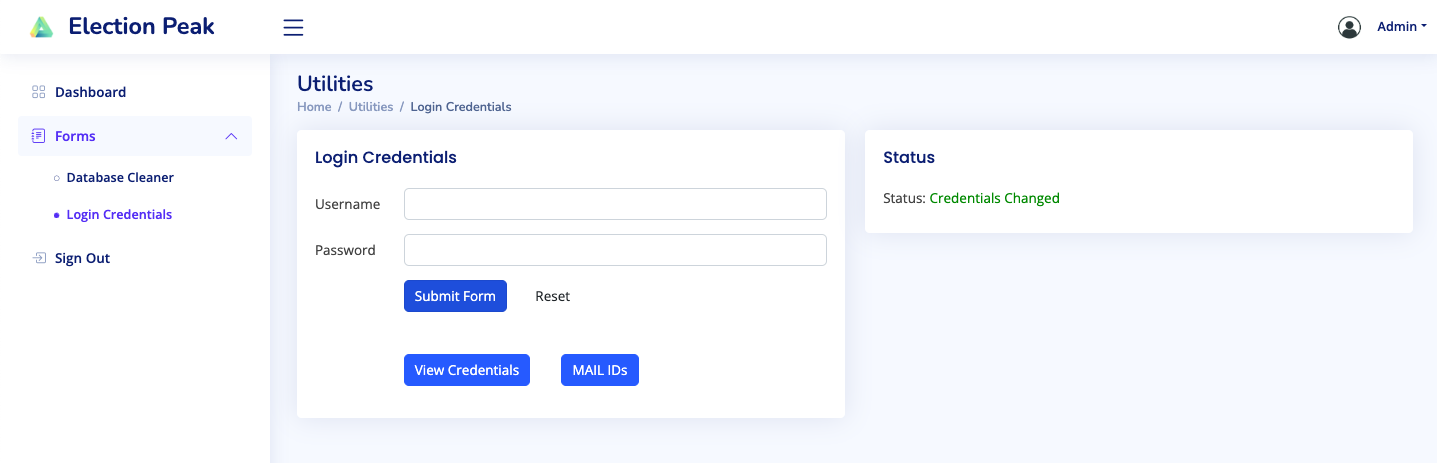 Election Peak
Admin
Dashboard
Forms
Database Cleaner
Login Credentials
Sign Out
Utilities
Home / Utilities / Login Credentials
Login Credentials
Username
Password
Submit Form Reset
View Credentials MAIL IDs
Status
Status: Credentials Changed